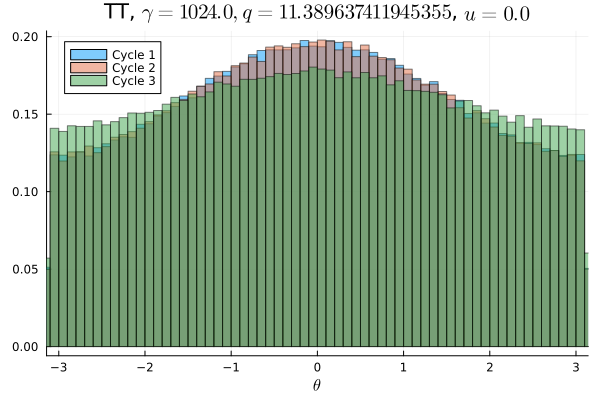 TT, γ = 1024.0, q = 11.389637411945355, u = 0.0
Cycle 1
Cycle 2
Cycle 3
0.20
0.15
0.10
0.05
0.00
−3 −2 −1 0 1 2 3
θ